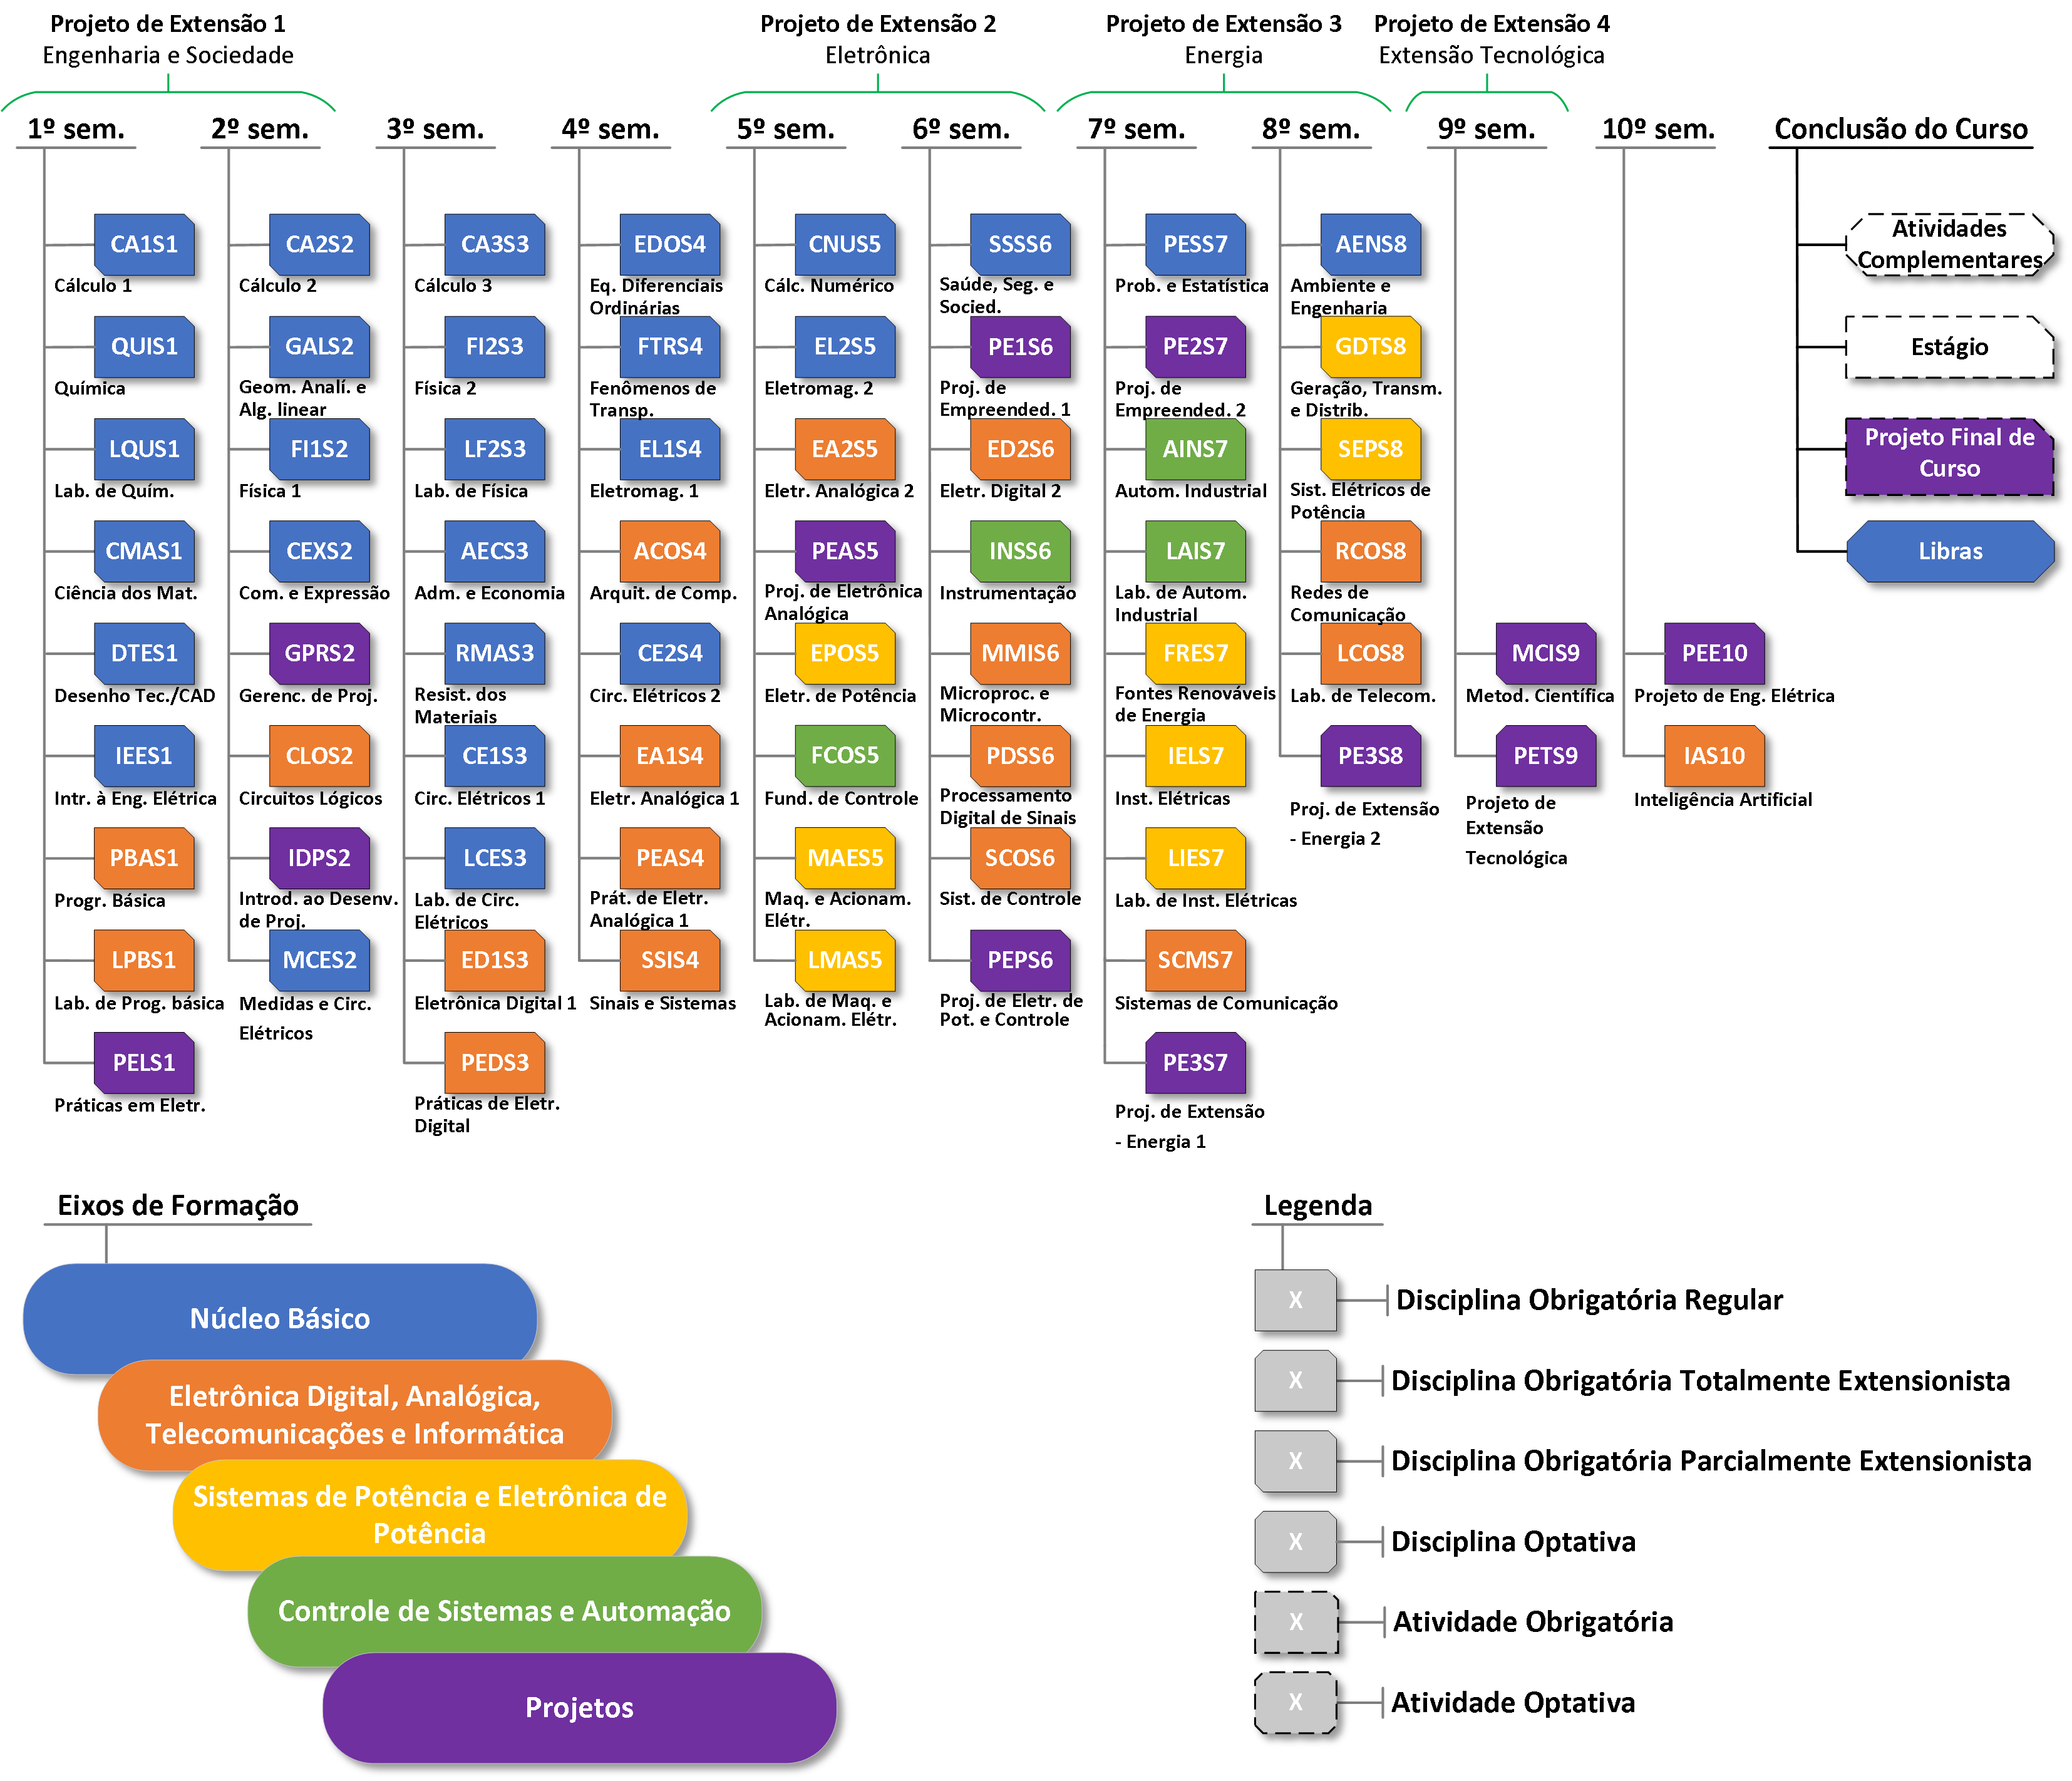 Projeto de Extensão 1
Engenharia e Sociedade
Projeto de Extensão 2
Eletrônica
Projeto de Extensão 3
Energia
Projeto de Extensão 4
Extensão Tecnológica
1º sem.
CA1S1
Cálculo 1
QUIS1
Química
LQUS1
Lab. de Quím.
CMAS1
Ciência dos Mat.
DTES1
Desenho Tec./CAD
IEES1
Intr. à Eng. Elétrica
PBAS1
Progr. Básica
LPBS1
Lab. de Prog. básica
PELS1
Práticas em Eletr.
2º sem.
CA2S2
Cálculo 2
GALS2
Geom. Analí. e
Alg. linear
FI1S2
Física 1
CEXS2
Com. e Expressão
GPRS2
Gerenc. de Proj.
CLOS2
Circuitos Lógicos
IDPS2
Introd. ao Desenv.
de Proj.
MCES2
Medidas e Circ.
Elétricos
3º sem.
CA3S3
Cálculo 3
FI2S3
Física 2
LF2S3
Lab. de Física
AECS3
Adm. e Economia
RMAS3
Resist. dos
Materiais
CE1S3
Circ. Elétricos 1
LCES3
Lab. de Circ.
Elétricos
ED1S3
Eletrônica Digital 1
PEDS3
Práticas de Eletr.
Digital
4º sem.
EDOS4
Eq. Diferenciais
Ordinárias
FTRS4
Fenômenos de
Transp.
EL1S4
Eletromag. 1
ACOS4
Arquit. de Comp.
CE2S4
Circ. Elétricos 2
EA1S4
Eletr. Analógica 1
PEAS4
Prát. de Eletr.
Analógica 1
SSIS4
Sinais e Sistemas
5º sem.
CNUS5
Cálc. Numérico
EL2S5
Eletromag. 2
EA2S5
Eletr. Analógica 2
PEAS5
Proj. de Eletrônica
Analógica
EPOS5
Eletr. de Potência
FCOS5
Fund. de Controle
MAES5
Maq. e Acionam.
Elétr.
LMAS5
Lab. de Maq. e
Acionam. Elétr.
6º sem.
SSSS6
Saúde, Seg. e
Socied.
PE1S6
Proj. de
Empreended. 1
ED2S6
Eletr. Digital 2
INSS6
Instrumentação
MMIS6
Microproc. e
Microcontr.
PDSS6
Processamento
Digital de Sinais
SCOS6
Sist. de Controle
PEPS6
Proj. de Eletr. de
Pot. e Controle
7º sem.
PESS7
Prob. e Estatística
PE2S7
Proj. de
Empreended. 2
AINS7
Autom. Industrial
LAIS7
Lab. de Autom.
Industrial
FRES7
Fontes Renováveis
de Energia
IELS7
Inst. Elétricas
LIES7
Lab. de Inst. Elétricas
SCMS7
Sistemas de Comunicação
PE3S7
Proj. de Extensão
- Energia 1
8º sem.
AENS8
Ambiente e
Engenharia
GDTS8
Geração, Transm.
e Distrib.
SEPS8
Sist. Elétricos de
Potência
RCOS8
Redes de
Comunicação
LCOS8
Lab. de Telecom.
PE3S8
Proj. de Extensão
- Energia 2
9º sem.
MCIS9
Metod. Científica
PETS9
Projeto de
Extensão
Tecnológica
10º sem.
PEE10
Projeto de Eng. Elétrica
IAS10
Inteligência Artificial
Conclusão do Curso
Atividades
Complementares
Estágio
Projeto Final de
Curso
Libras
Eixos de Formação
Núcleo Básico
Eletrônica Digital, Analógica,
Telecomunicações e Informática
Sistemas de Potência e Eletrônica de
Potência
Controle de Sistemas e Automação
Projetos
Legenda
X Disciplina Obrigatória Regular
X Disciplina Obrigatória Totalmente Extensionista
X Disciplina Obrigatória Parcialmente Extensionista
X Disciplina Optativa
X Atividade Obrigatória
X Atividade Optativa